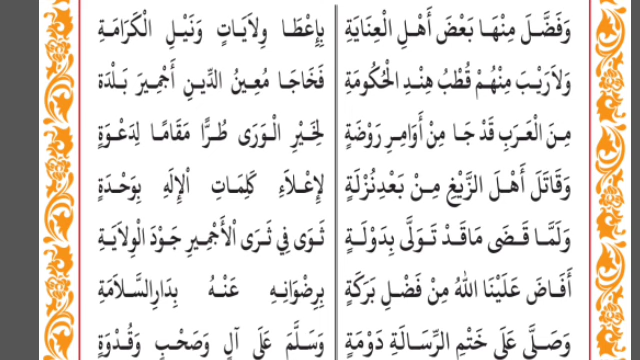 وَفَضَّلَ مِنْهَا بَعْضَ أَهْلِ الْعِنَايَةِ بِإِعْطَا وِلَايَاتٍ وَنَيْلِ الْكَرَامَةِ
وَلَارَيْبَ مِنْهُمْ قُطْبُ هِنْدِ الْحُكُومَةِ فَخَاجَا مُعِينُ الدِّينِ أَجْمِيرَ بَلْدَة
مِنَ الْعَرَبِ قَدْ جَا مِنْ أَوَامِرِ رَوْضَةٍ لِخَيْرِ الْوَرَى طُرًّا مَقَامًا لِدَعْوَةٍ
وَقَاتَلَ أَهْلَ الزَّيْغِ مِنْ بَعْدِنُزْلَةٍ لِإِعْلَاءِ كَلِمَاتِ الْإِلَهِ بِوَحْدَةٍ
وَلَمَّا قَضَى مَاقَدْ تَوَلَّى بِدَوْلَةٍ ثَوَى فِي ثَرَى الْأَجْمِيرِ جَوْدَ الْوِلَايَةِ
أَفَاضَ عَلَيْنَا اللهُ مِنْ فَضْلِ بَرَكَةٍ بِرِضْوَانِهِ عَنْهُ بِدَارِالسَّلَامَةِ
وَصَلَّى عَلَى خَتْمِ الرِّسَالَةِ دَوْمَةً وَسَلَّمَ عَلَى آلٍ وَصَحْبٍ وَقُدْوَةٍ